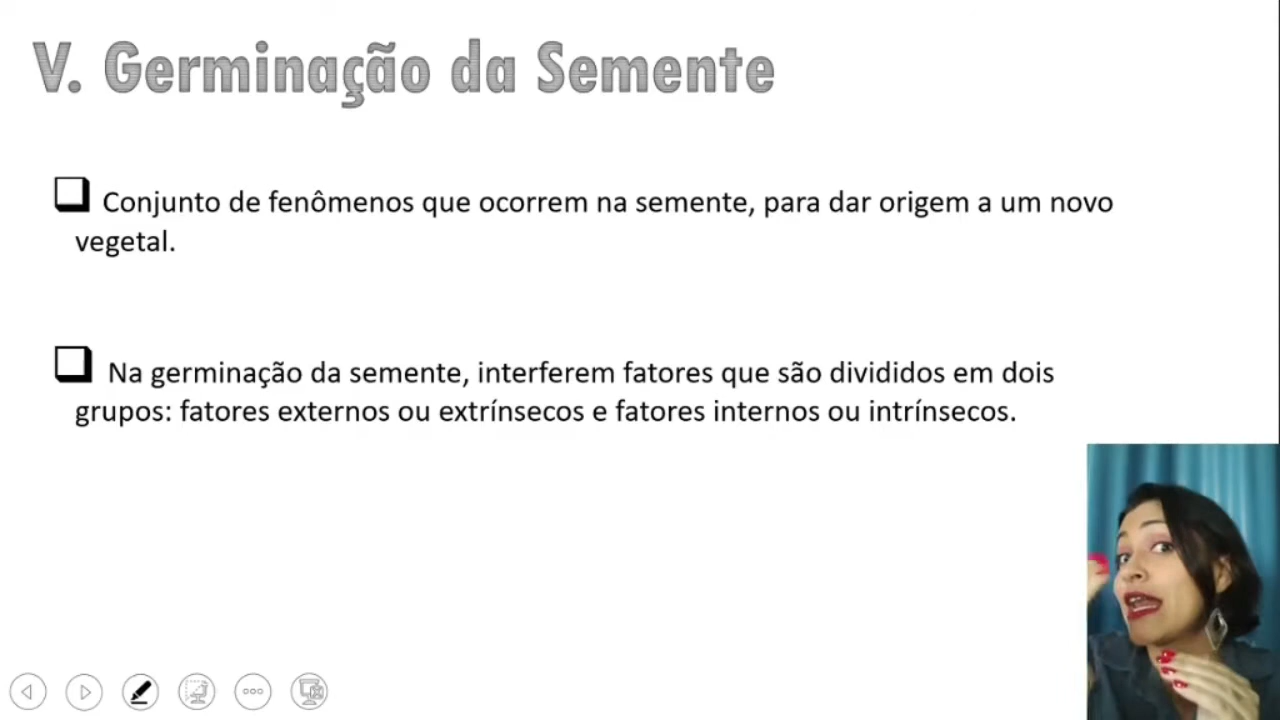 V. Germinação da Semente
Conjunto de fenômenos que ocorrem na semente, para dar origem a um novo
vegetal.
Na germinação da semente, interferem fatores que são divididos em dois
grupos: fatores externos ou extrínsecos e fatores internos ou intrínsecos.